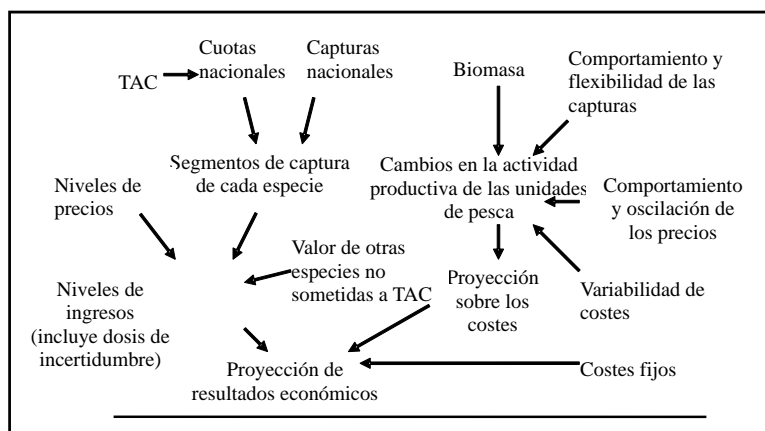 TAC
Cuotas
nacionales
Capturas
nacionales
Biomasa
Comportamiento y
flexibilidad de las
capturas
Segmentos de captura
de cada especie
Cambios en la actividad
productiva de las unidades
de pesca
Niveles de
precios
Comportamiento
y oscilación de
los precios
Valor de otras
especies no
sometidas a TAC
Niveles de
ingresos
(incluye dosis de
incertidumbre)
Proyección
sobre los
costes
Variabilidad de
costes
Proyección de
resultados económicos
Costes fijos